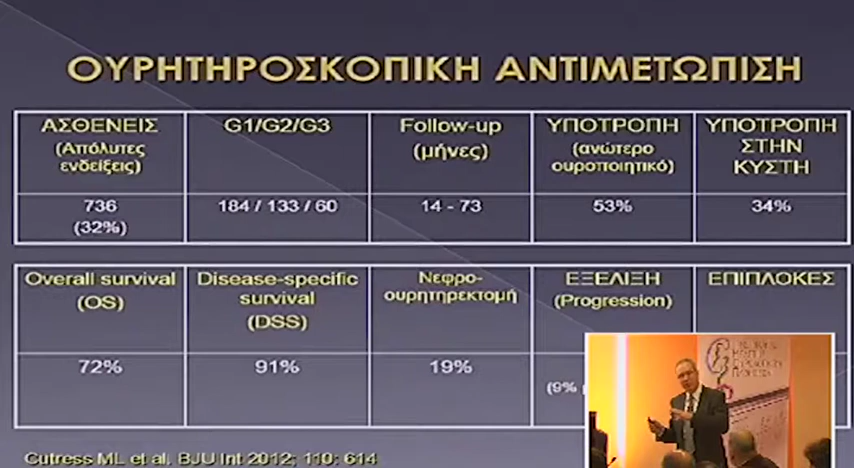 ΟΥΡΗΤΗΡΟΣΚΟΠΙΚΗ ΑΝΤΙΜΕΤΩΠΙΣΗ
ΑΣΘΕΝΕΙΣ
(Απόλυτες
ενδείξεις)
G1/G2/G3
Follow-up
(μήνες)
ΥΠΟΤΡΟΠΗ
(ανώτερο
ουροποιητικό)
ΥΠΟΤΡΟΠΗ
ΣΤΗΝ
ΚΥΣΤΗ
736
(32%)
184 / 133 / 60
14 - 73
53%
34%
Overall survival
(OS)
Disease-specific
survival
(DSS)
Νεφρο-
ουρητηρεκτομή
ΕΞΕΛΙΞΗ
(Progression)
ΕΠΙΠΛΟΚΕΣ
72%
91%
19%
(9%
Cutress ML et al, BJU Int 2012; 110: 614